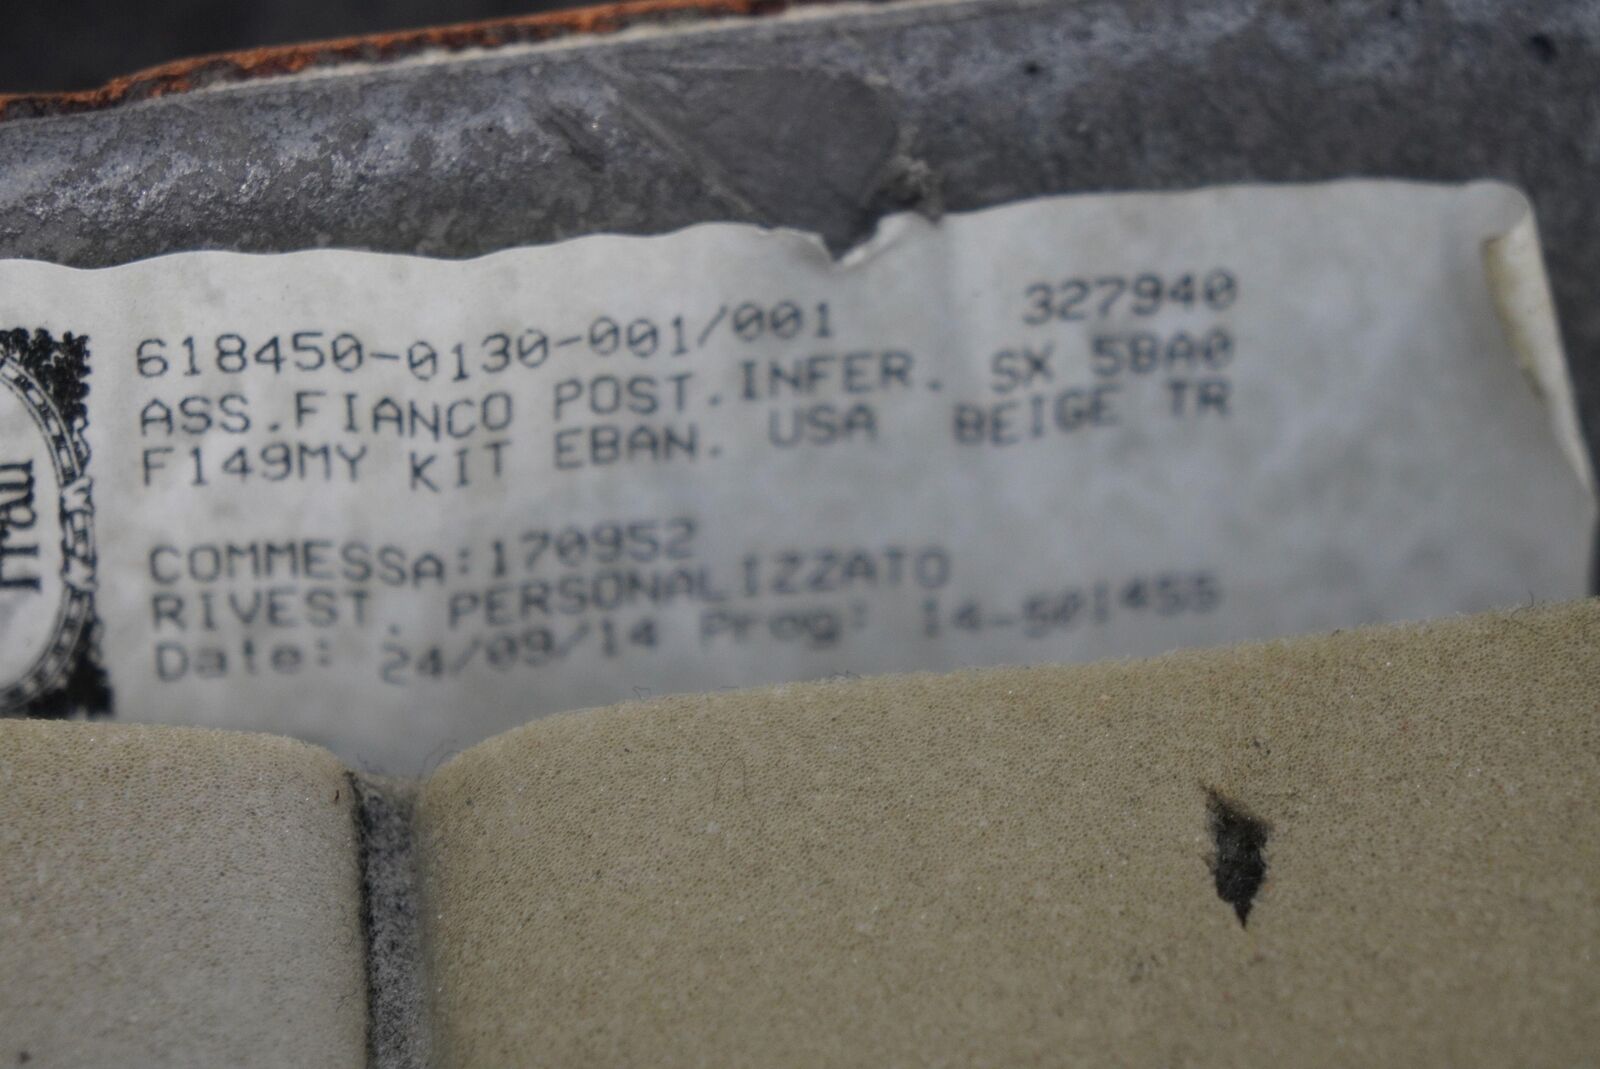 618450-0130-001/001 327940
ASS.FIANCO POST.INFER. SX 5BA0
F149MY KIT EBAN. USA BEIGE TR
COMMESSA:170952
RIVEST. PERSONALIZZATO
Date: 24/09/14 Prog: 14-501455
Frau